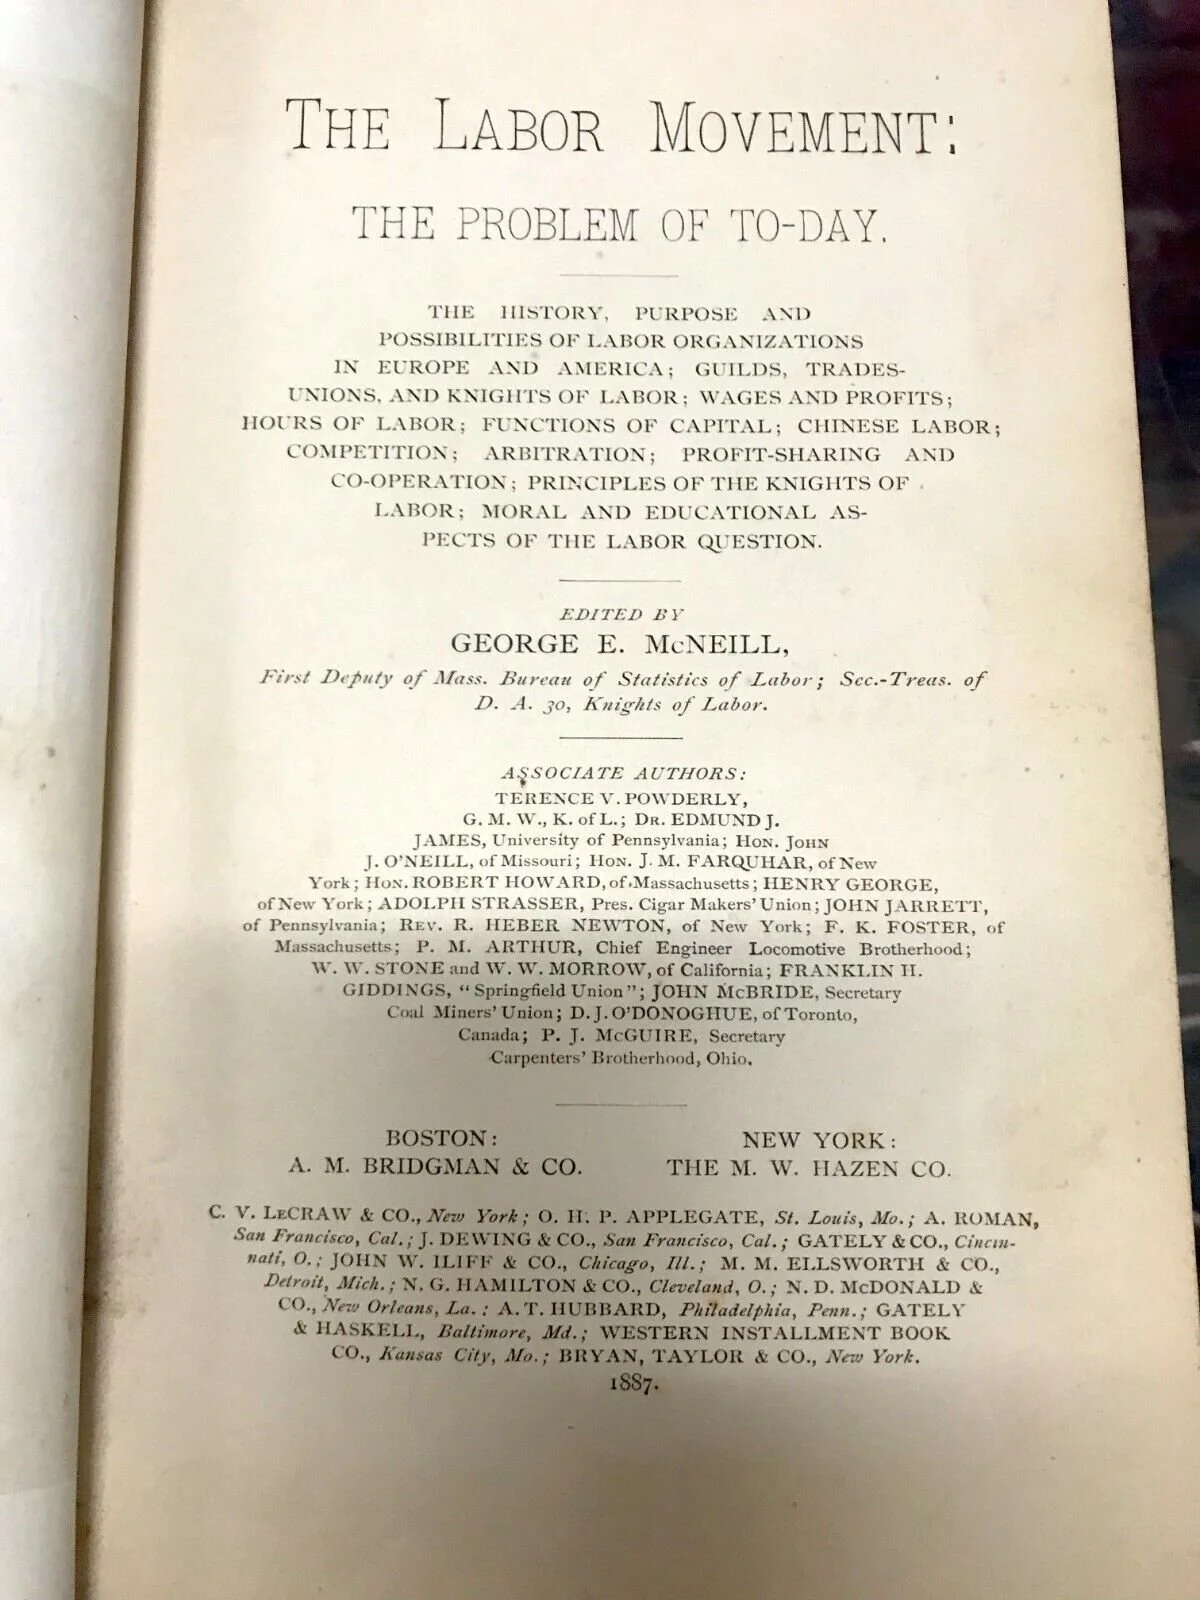 THE LABOR MOVEMENT:
THE PROBLEM OF TO-DAY.
THE HISTORY, PURPOSE AND
POSSIBILITIES OF LABOR ORGANIZATIONS
IN EUROPE AND AMERICA; GUILDS, TRADES-
UNIONS, AND KNIGHTS OF LABOR; WAGES AND PROFITS;
HOURS OF LABOR; FUNCTIONS OF CAPITAL; CHINESE LABOR;
COMPETITION; ARBITRATION; PROFIT-SHARING AND
CO-OPERATION; PRINCIPLES OF THE KNIGHTS OF
LABOR; MORAL AND EDUCATIONAL AS-
PECTS OF THE LABOR QUESTION.
EDITED BY
GEORGE E. McNEILL,
First Deputy of Mass. Bureau of Statistics of Labor; Sec.-Treas. of
D. A. 30, Knights of Labor.
ASSOCIATE AUTHORS:
TERENCE V. POWDERLY,
G. M. W., K. of L.; DR. EDMUND J.
JAMES, University of Pennsylvania; HON. JOHN
J. O'NEILL, of Missouri; HON. J. M. FARQUHAR, of New
York; HON. ROBERT HOWARD, of Massachusetts; HENRY GEORGE,
of New York; ADOLPH STRASSER, Pres. Cigar Makers' Union; JOHN JARRETT,
of Pennsylvania; REV. R. HEBER NEWTON, of New York; F. K. FOSTER, of
Massachusetts; P. M. ARTHUR, Chief Engineer Locomotive Brotherhood;
W. W. STONE and W. W. MORROW, of California; FRANKLIN H.
GIDDINGS, "Springfield Union"; JOHN McBRIDE, Secretary
Coal Miners' Union; D. J. O'DONOGHUE, of Toronto,
Canada; P. J. McGUIRE, Secretary
Carpenters' Brotherhood, Ohio.
BOSTON:
A. M. BRIDGMAN & CO.
NEW YORK:
THE M. W. HAZEN CO.
C. V. LECRAW & CO., New York; O. H. P. APPLEGATE, St. Louis, Mo.; A. ROMAN,
San Francisco, Cal.; J. DEWING & CO., San Francisco, Cal.; GATELY & CO., Cincin-
nati, O.; JOHN W. ILIFF & CO., Chicago, Ill.; M. M. ELLSWORTH & CO.,
Detroit, Mich.; N. G. HAMILTON & CO., Cleveland, O.; N. D. McDONALD &
CO., New Orleans, La.; A. T. HUBBARD, Philadelphia, Penn.; GATELY
& HASKELL, Baltimore, Md.; WESTERN INSTALLMENT BOOK
CO., Kansas City, Mo.; BRYAN, TAYLOR & CO., New York.
1887.